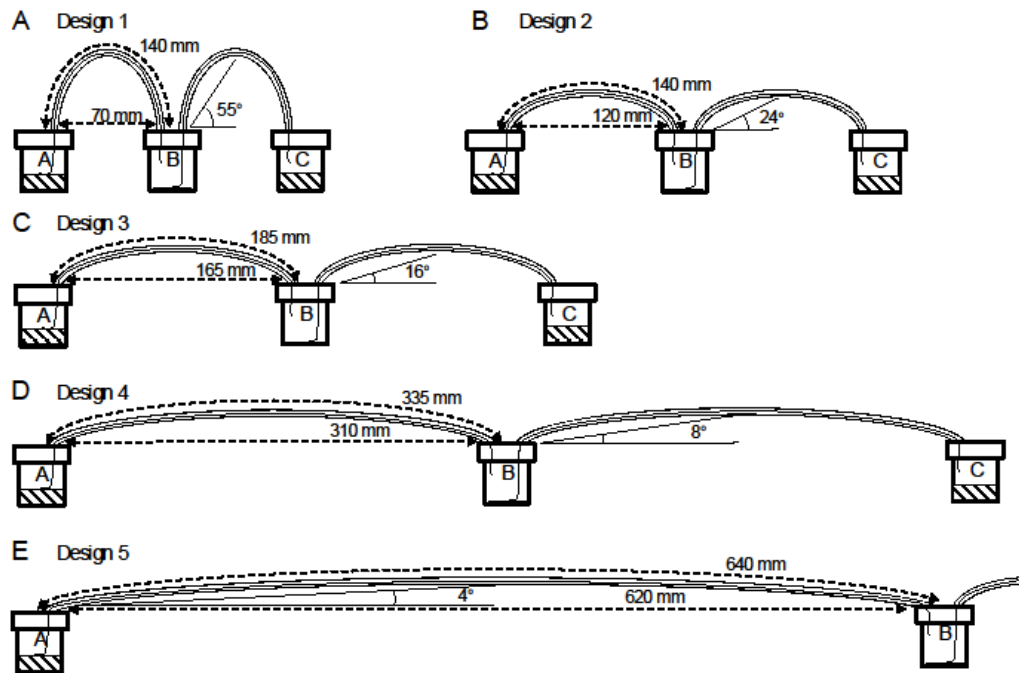 A Design 1
140 mm
70 mm
55°
A B C
B Design 2
140 mm
120 mm
24°
A B C
C Design 3
185 mm
165 mm
16°
A B C
D Design 4
335 mm
310 mm
8°
A B C
E Design 5
640 mm
4°
620 mm
A B